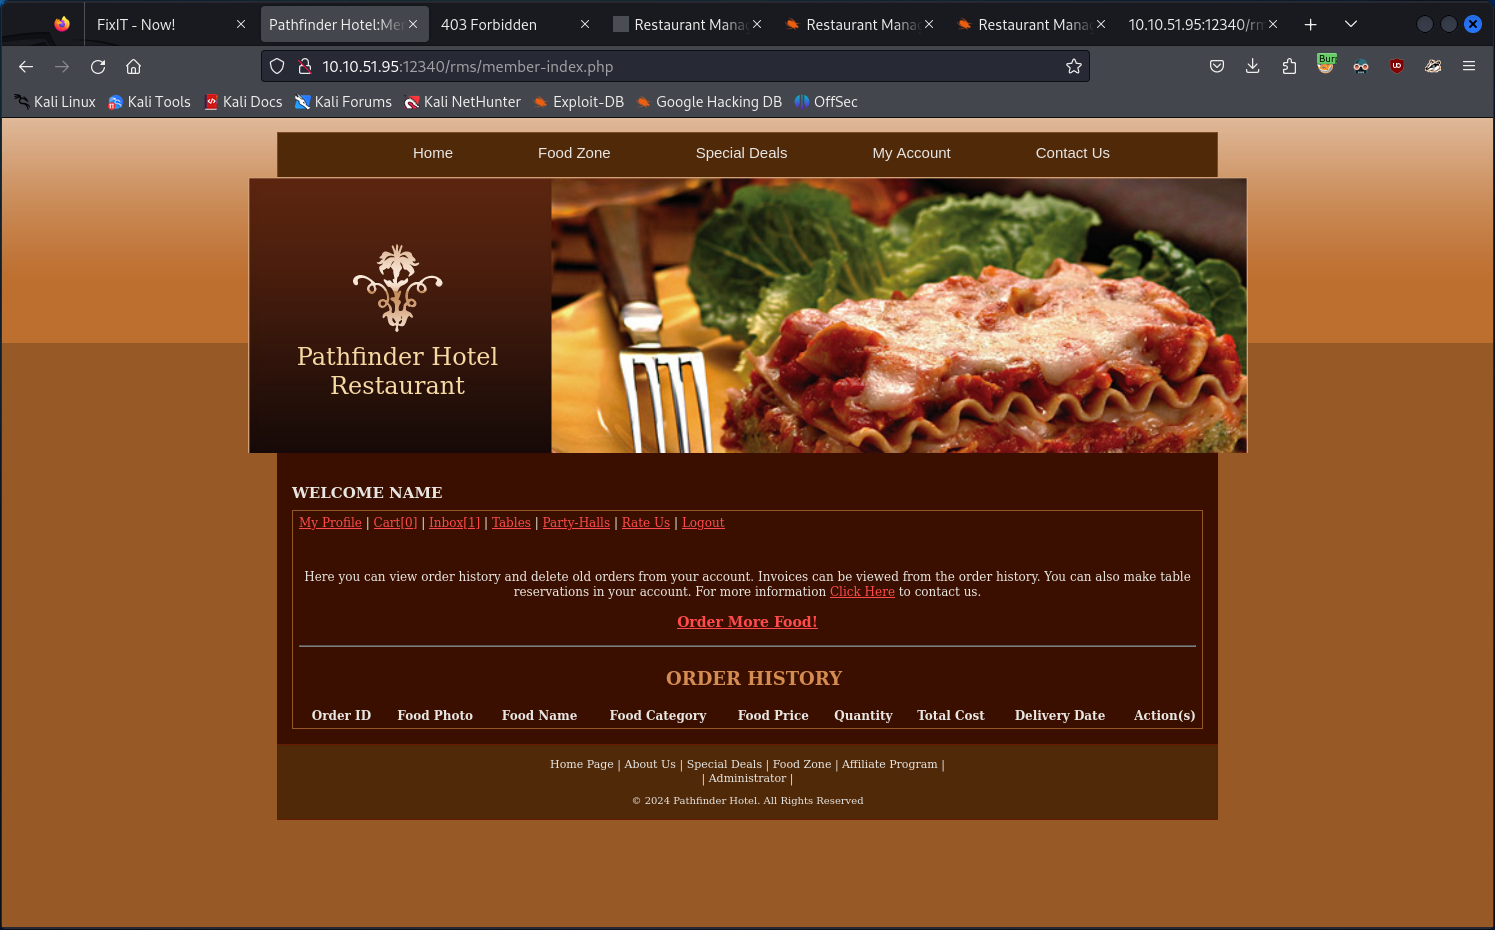 FixIT - Now!
Pathfinder Hotel:Me
403 Forbidden
Restaurant Mana
Restaurant Mana
Restaurant Mana
10.10.51.95:12340/r
10.10.51.95:12340/rms/member-index.php
Kali Linux
Kali Tools
Kali Docs
Kali Forums
Kali NetHunter
Exploit-DB
Google Hacking DB
OffSec
Home
Food Zone
Special Deals
My Account
Contact Us
Pathfinder Hotel
Restaurant
WELCOME NAME
My Profile | Cart[0] | Inbox[1] | Tables | Party-Halls | Rate Us | Logout
Here you can view order history and delete old orders from your account. Invoices can be viewed from the order history. You can also make table
reservations in your account. For more information Click Here to contact us.
Order More Food!
ORDER HISTORY
Order ID Food Photo Food Name Food Category Food Price Quantity Total Cost Delivery Date Action(s)
Home Page | About Us | Special Deals | Food Zone | Affiliate Program |
| Administrator |
© 2024 Pathfinder Hotel. All Rights Reserved